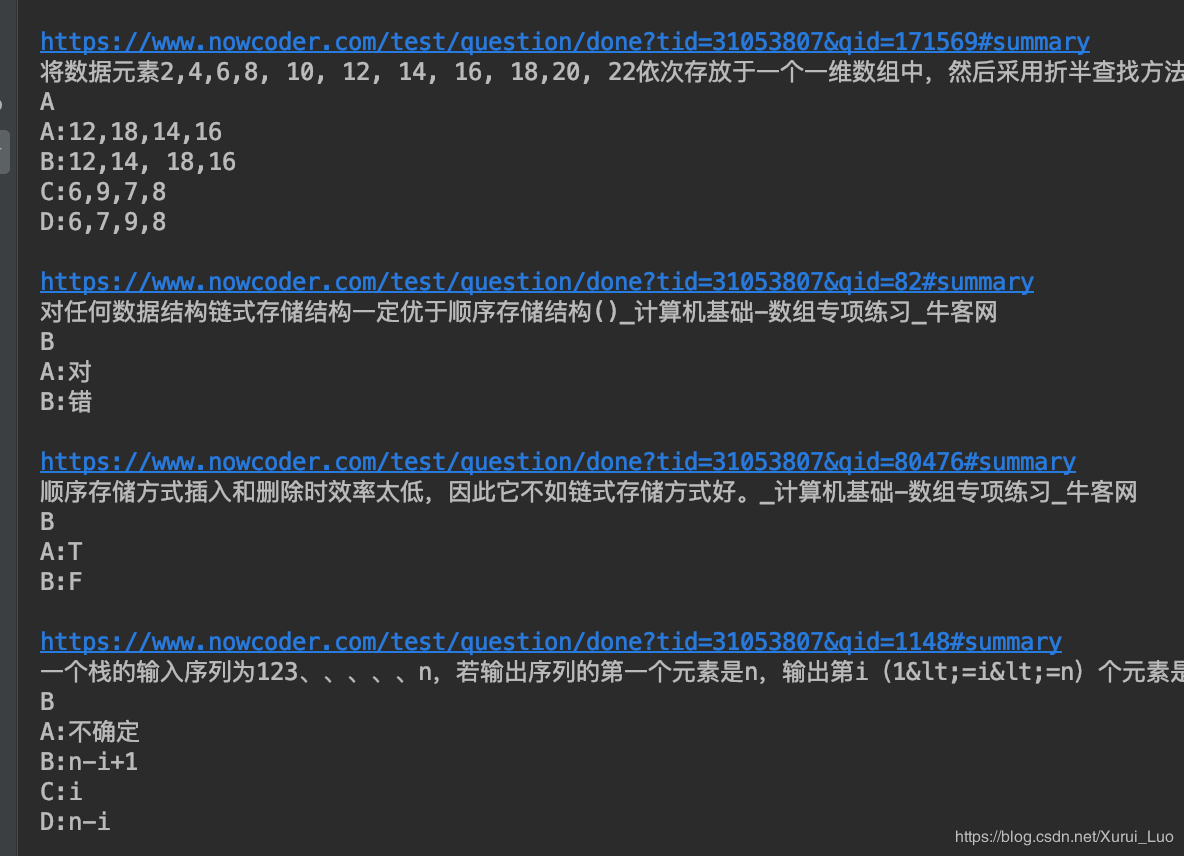 https://www.nowcoder.com/test/question/done?tid=31053807&qid=171569#summary
将数据元素2,4,6,8, 10, 12, 14, 16, 18,20, 22依次存放于一个一维数组中，然后采用折半查找方法
A
A:12,18,14,16
B:12,14, 18,16
C:6,9,7,8
D:6,7,9,8
https://www.nowcoder.com/test/question/done?tid=31053807&qid=82#summary
对任何数据结构链式存储结构一定优于顺序存储结构()_计算机基础-数组专项练习_牛客网
B
A:对
B:错
https://www.nowcoder.com/test/question/done?tid=31053807&qid=80476#summary
顺序存储方式插入和删除时效率太低，因此它不如链式存储方式好。_计算机基础-数组专项练习_牛客网
B
A:T
B:F
https://www.nowcoder.com/test/question/done?tid=31053807&qid=1148#summary
一个栈的输入序列为123、、、、、n，若输出序列的第一个元素是n，输出第i（1&lt;=i&lt;=n）个元素是
B
A:不确定
B:n-i+1
C:i
D:n-i
https://blog.csdn.net/Xurui_Luo